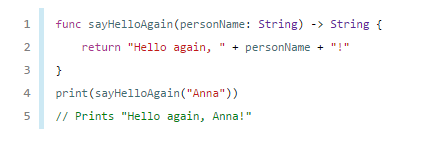 1 func sayHelloAgain(personName: String) -> String {
2     return "Hello again, " + personName + "!"
3 }
4 print(sayHelloAgain("Anna"))
5 // Prints "Hello again, Anna!"